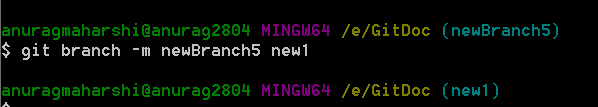 anuragmaharshi@anurag2804 MINGW64 /e/GitDoc (newBranch5)
$ git branch -m newBranch5 new1
anuragmaharshi@anurag2804 MINGW64 /e/GitDoc (new1)